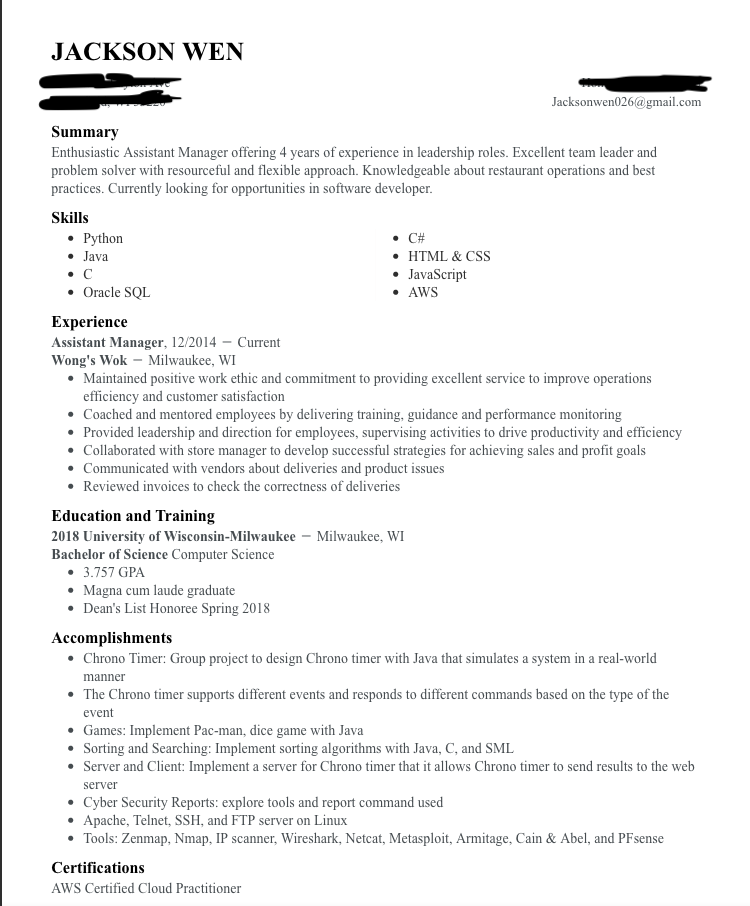 JACKSON WEN
Jacksonwen026@gmail.com
Summary
Enthusiastic Assistant Manager offering 4 years of experience in leadership roles. Excellent team leader and
problem solver with resourceful and flexible approach. Knowledgeable about restaurant operations and best
practices. Currently looking for opportunities in software developer.
Skills
• Python
• Java
• C
• Oracle SQL
• C#
• HTML & CSS
• JavaScript
• AWS
Experience
Assistant Manager, 12/2014 – Current
Wong's Wok – Milwaukee, WI
• Maintained positive work ethic and commitment to providing excellent service to improve operations
efficiency and customer satisfaction
• Coached and mentored employees by delivering training, guidance and performance monitoring
• Provided leadership and direction for employees, supervising activities to drive productivity and efficiency
• Collaborated with store manager to develop successful strategies for achieving sales and profit goals
• Communicated with vendors about deliveries and product issues
• Reviewed invoices to check the correctness of deliveries
Education and Training
2018 University of Wisconsin-Milwaukee – Milwaukee, WI
Bachelor of Science Computer Science
• 3.757 GPA
• Magna cum laude graduate
• Dean's List Honoree Spring 2018
Accomplishments
• Chrono Timer: Group project to design Chrono timer with Java that simulates a system in a real-world
manner
• The Chrono timer supports different events and responds to different commands based on the type of the
event
• Games: Implement Pac-man, dice game with Java
• Sorting and Searching: Implement sorting algorithms with Java, C, and SML
• Server and Client: Implement a server for Chrono timer that it allows Chrono timer to send results to the web
server
• Cyber Security Reports: explore tools and report command used
• Apache, Telnet, SSH, and FTP server on Linux
• Tools: Zenmap, Nmap, IP scanner, Wireshark, Netcat, Metasploit, Armitage, Cain & Abel, and PFsense
Certifications
AWS Certified Cloud Practitioner